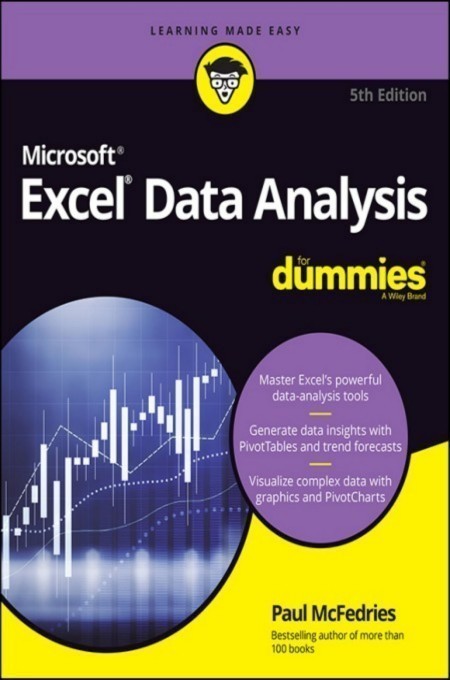 LEARNING MADE EASY
5th Edition
Microsoft®
Excel® Data Analysis
for
dummies®
A Wiley Brand
Master Excel's powerful
data-analysis tools
Generate data insights with
PivotTables and trend forecasts
Visualize complex data with
graphics and PivotCharts
Paul McFedries
Bestselling author of more than
100 books